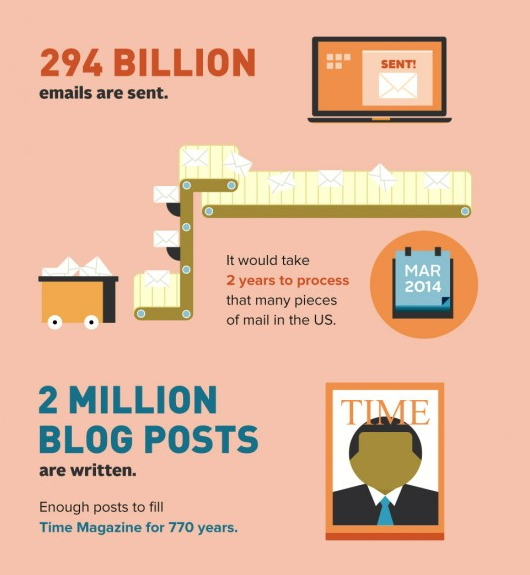 294 BILLION
emails are sent.
SENT!
It would take
2 years to process
that many pieces
of mail in the US.
MAR
2014
2 MILLION
BLOG POSTS
are written.
Enough posts to fill
Time Magazine for 770 years.
TIME